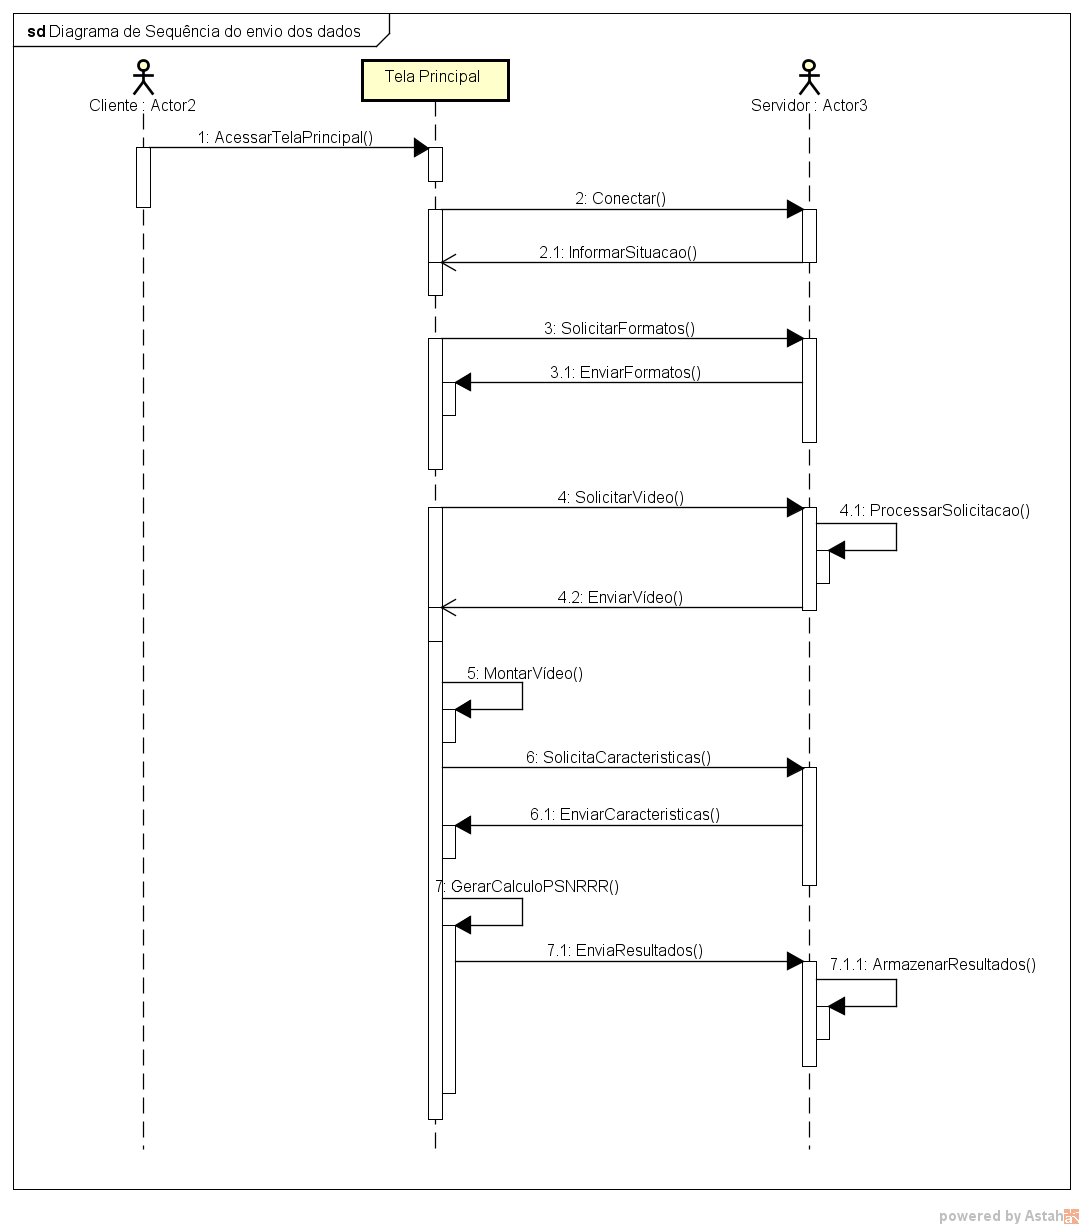 sd Diagrama de Sequência do envio dos dados
Tela Principal
Cliente : Actor2
Servidor : Actor3
1: AcessarTelaPrincipal()
2: Conectar()
2.1: InformarSituacao()
3: SolicitarFormatos()
3.1: EnviarFormatos()
4: SolicitarVideo()
4.1: ProcessarSolicitacao()
4.2: EnviarVídeo()
5: MontarVídeo()
6: SolicitaCaracteristicas()
6.1: EnviarCaracteristicas()
7: GerarCalculoPSNRRR()
7.1: EnviaResultados()
7.1.1: ArmazenarResultados()
powered by Astah